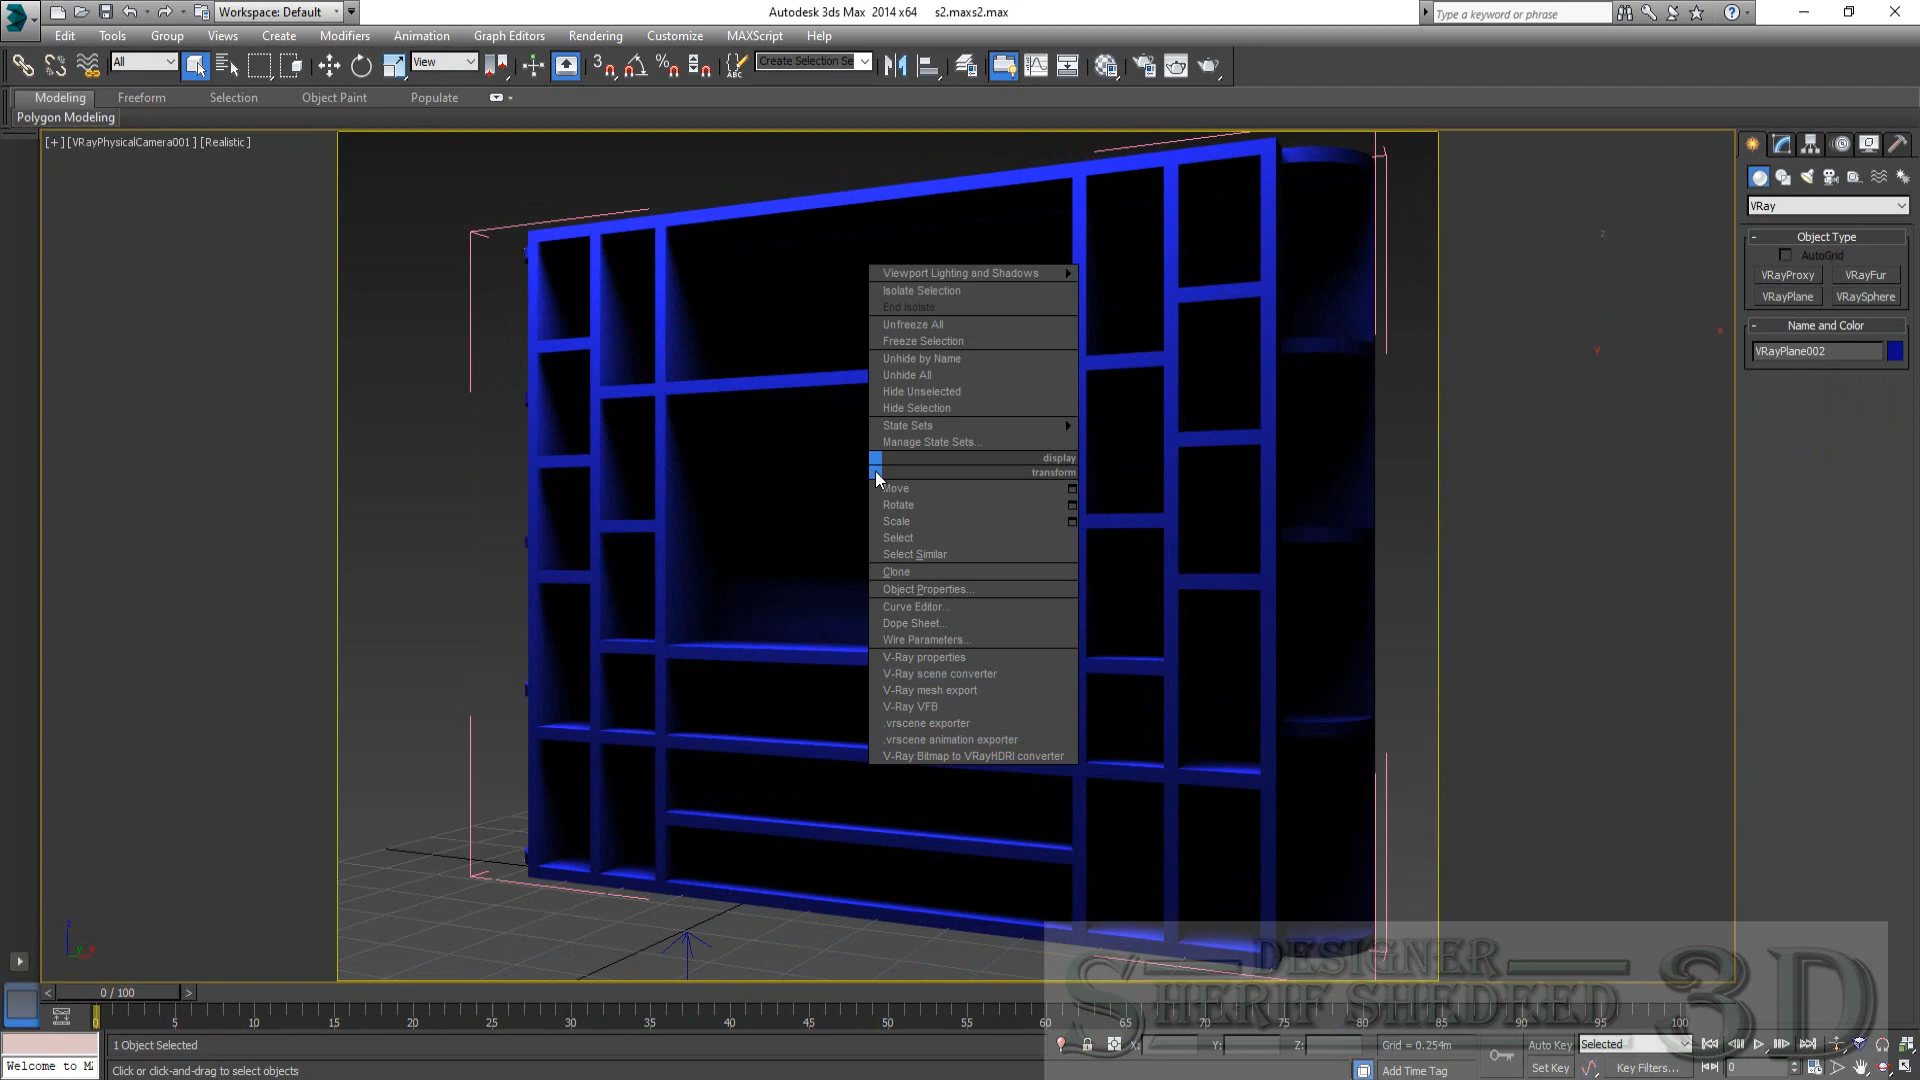 Workspace: Default
Autodesk 3ds Max 2014 x64 s2.maxs2.max
Type a keyword or phrase
Edit Tools Group Views Create Modifiers Animation Graph Editors Rendering Customize MAXScript Help
All
View
Create Selection Se
Modeling Freeform Selection Object Paint Populate
Polygon Modeling
[+] [VRayPhysicalCamera001 ] [Realistic ]
VRay
Object Type
AutoGrid
VRayProxy VRayFur
VRayPlane VRaySphere
Name and Color
VRayPlane002
Viewport Lighting and Shadows
Isolate Selection
End Isolate
Unfreeze All
Freeze Selection
Unhide by Name
Unhide All
Hide Unselected
Hide Selection
State Sets
Manage State Sets...
display
transform
Move
Rotate
Scale
Select
Select Similar
Clone
Object Properties...
Curve Editor...
Dope Sheet...
Wire Parameters...
V-Ray properties
V-Ray scene converter
V-Ray mesh export
V-Ray VFB
.vrscene exporter
.vrscene animation exporter
V-Ray Bitmap to VRayHDRI converter
DESIGNER
SHERIF SHEDEED 3D
0 / 100
5 10 15 20 25 30 35 40 45 50 55 60 65 70 75 80 85 90 95 100
1 Object Selected
X: Y: Z: Grid = 0.254m
Auto Key Selected
Welcome to M
Click or click-and-drag to select objects
Add Time Tag
Set Key Key Filters...
0